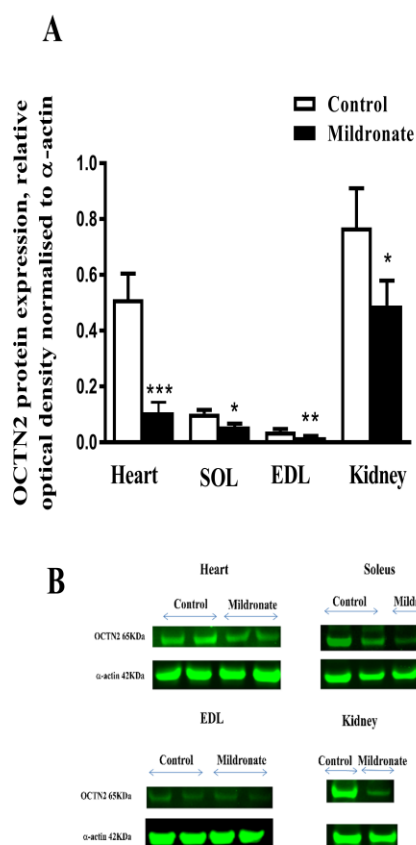 A
Control
Mildronate
OCTN2 protein expression, relative
optical density normalised to α-actin
1.0
0.8
0.6
0.4
0.2
0.0
*** * ** *
Heart SOL EDL Kidney
B
Heart Soleus
Control Mildronate Control
OCTN2 65KDa
α-actin 42KDa
EDL Kidney
Control Mildronate Control Mildronate
OCTN2 65KDa
α-actin 42KDa